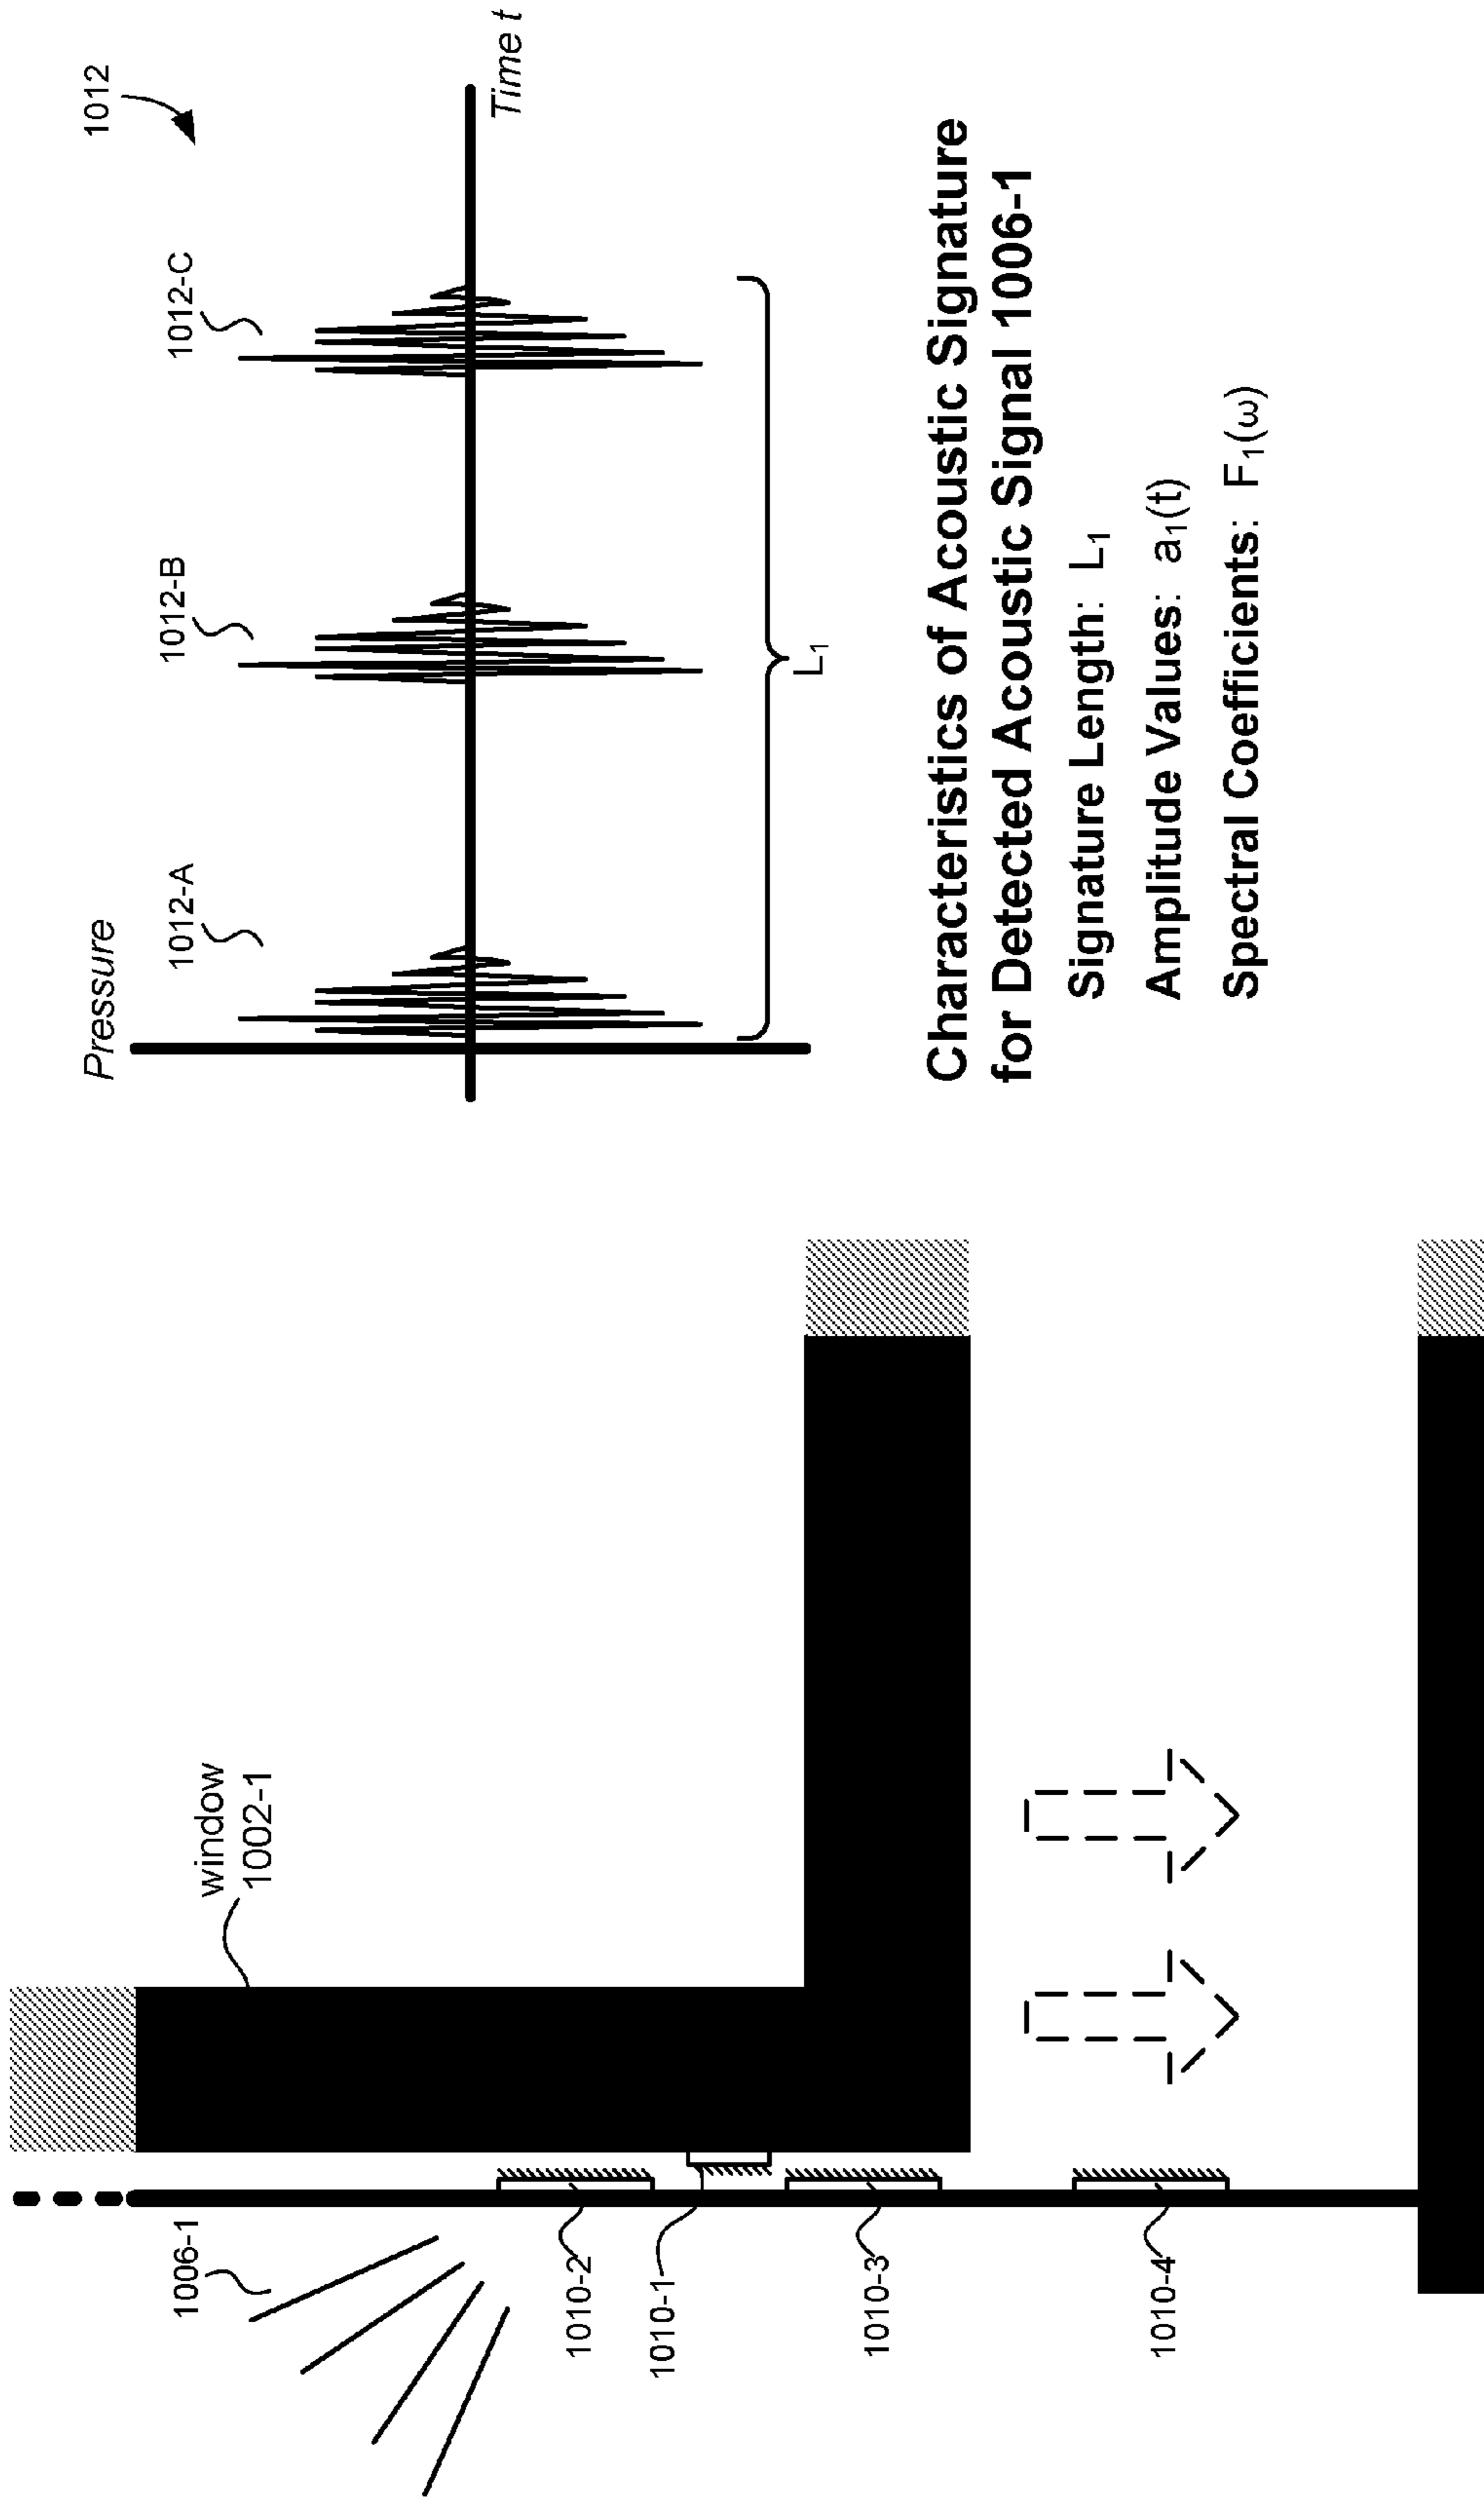 1006-1
window
1002-1
1010-2
1010-1
1010-3
1010-4
Pressure
1012-A
1012-B
1012-C
1012
Time t
L₁
Characteristics of Acoustic Signature
for Detected Acoustic Signal 1006-1
Signature Length: L₁
Amplitude Values: a₁(t)
Spectral Coefficients: F₁(ω)